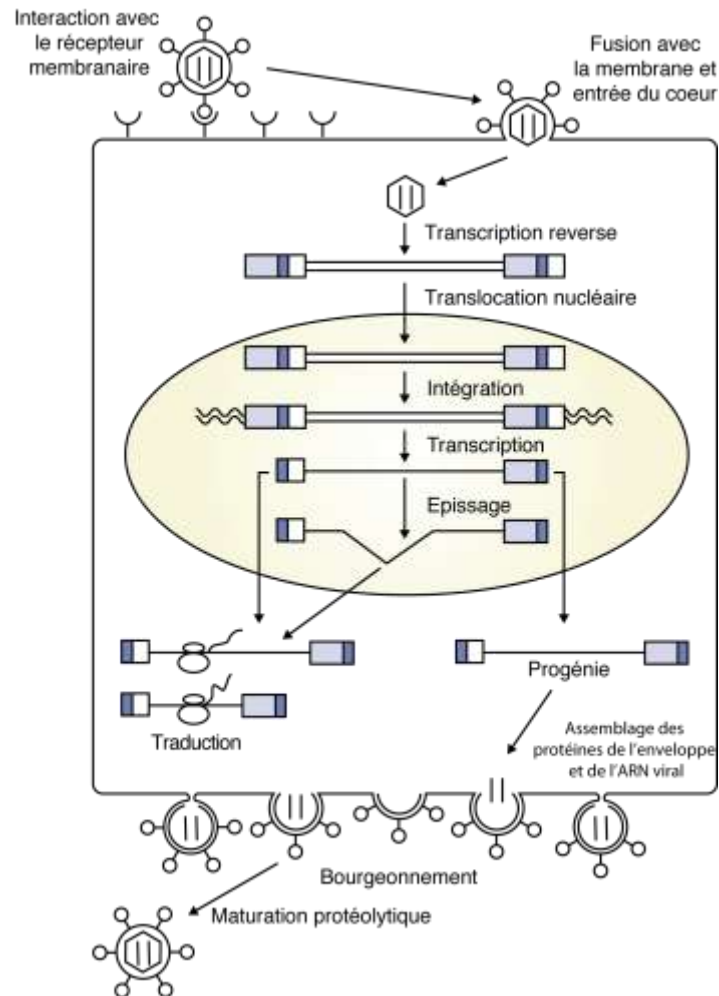 Interaction avec
le récepteur
membranaire
Fusion avec
la membrane et
entrée du coeur
Transcription reverse
Translocation nucléaire
Intégration
Transcription
Epissage
Progénie
Traduction
Assemblage des
protéines de l'enveloppe
et de l'ARN viral
Bourgeonnement
Maturation protéolytique